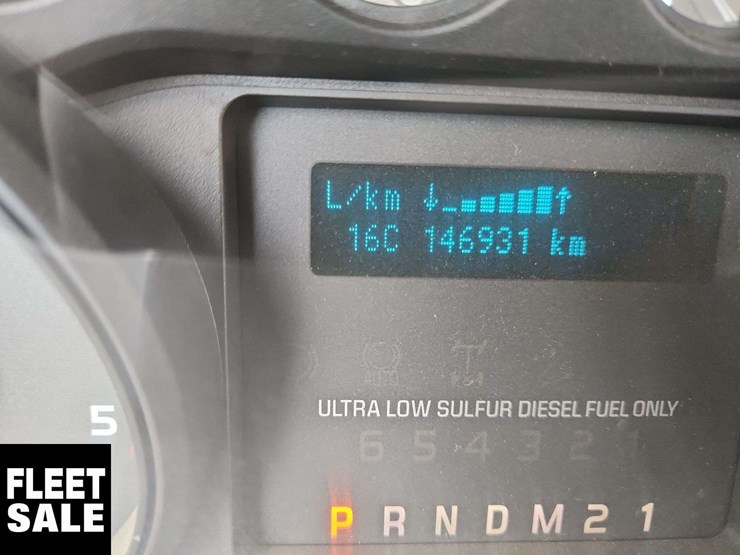 L/km
16C 146931 km
AUTO
ULTRA LOW SULFUR DIESEL FUEL ONLY
5
6 5 4 3 2 1
P R N D M 2 1
FLEET
SALE